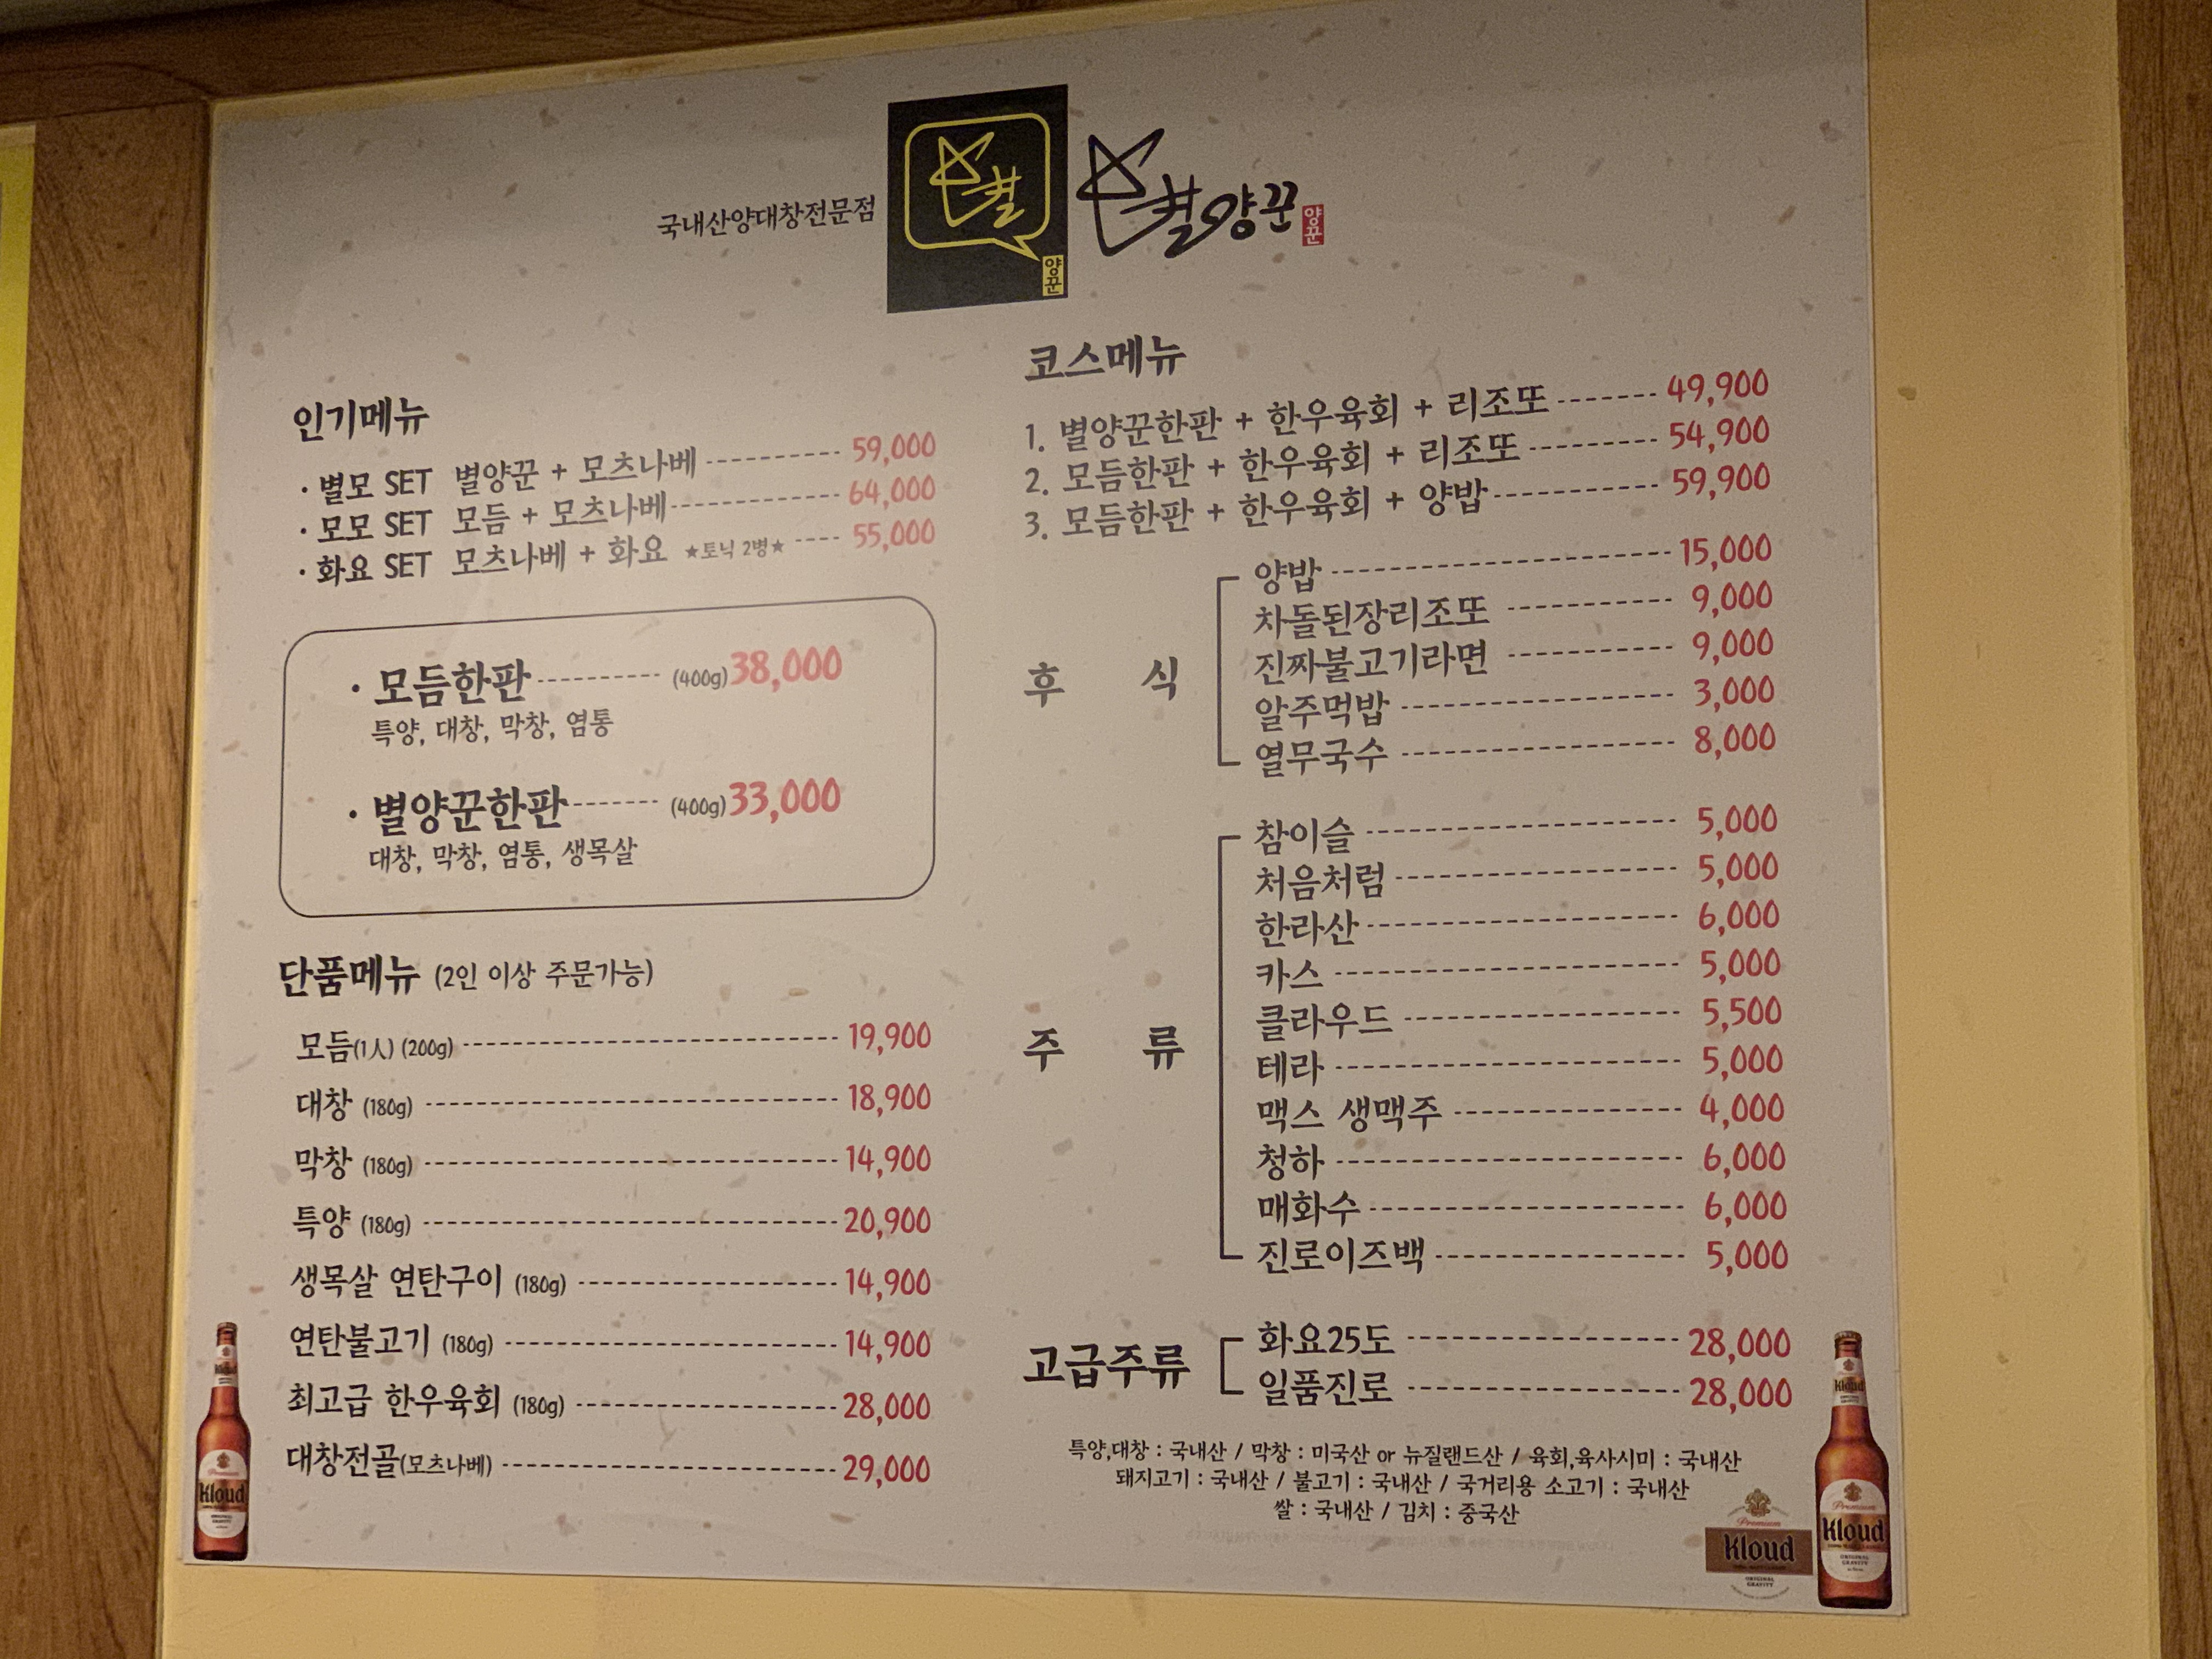 국내산양대창전문점
별
양꾼
별양꾼
양꾼
인기메뉴
· 별모 SET 별양꾼 + 모츠나베 ---------- 59,000
· 모모 SET 모듬 + 모츠나베 ------------ 64,000
· 화요 SET 모츠나베 + 화요 ★토닉 2병★ ---- 55,000
· 모듬한판 ---------- (400g) 38,000
특양, 대창, 막창, 염통
· 별양꾼한판 ------- (400g) 33,000
대창, 막창, 염통, 생목살
단품메뉴 (2인 이상 주문가능)
모듬(1人) (200g) 19,900
대창 (180g) 18,900
막창 (180g) 14,900
특양 (180g) 20,900
생목살 연탄구이 (180g) 14,900
연탄불고기 (180g) 14,900
최고급 한우육회 (180g) 28,000
대창전골(모츠나베) 29,000
코스메뉴
1. 별양꾼한판 + 한우육회 + 리조또 ------- 49,900
2. 모듬한판 + 한우육회 + 리조또 --------- 54,900
3. 모듬한판 + 한우육회 + 양밥 ----------- 59,900
후 식
양밥 15,000
차돌된장리조또 9,000
진짜불고기라면 9,000
알주먹밥 3,000
열무국수 8,000
주 류
참이슬 5,000
처음처럼 5,000
한라산 6,000
카스 5,000
클라우드 5,500
테라 5,000
맥스 생맥주 4,000
청하 6,000
매화수 6,000
진로이즈백 5,000
고급주류
화요25도 28,000
일품진로 28,000
특양,대창 : 국내산 / 막창 : 미국산 or 뉴질랜드산 / 육회,육사시미 : 국내산
돼지고기 : 국내산 / 불고기 : 국내산 / 국거리용 소고기 : 국내산
쌀 : 국내산 / 김치 : 중국산
Kloud
Premium
Kloud
ORIGINAL
GRAVITY
Premium
Kloud
ORIGINAL
GRAVITY
Kloud
Premium
Kloud
ORIGINAL
GRAVITY